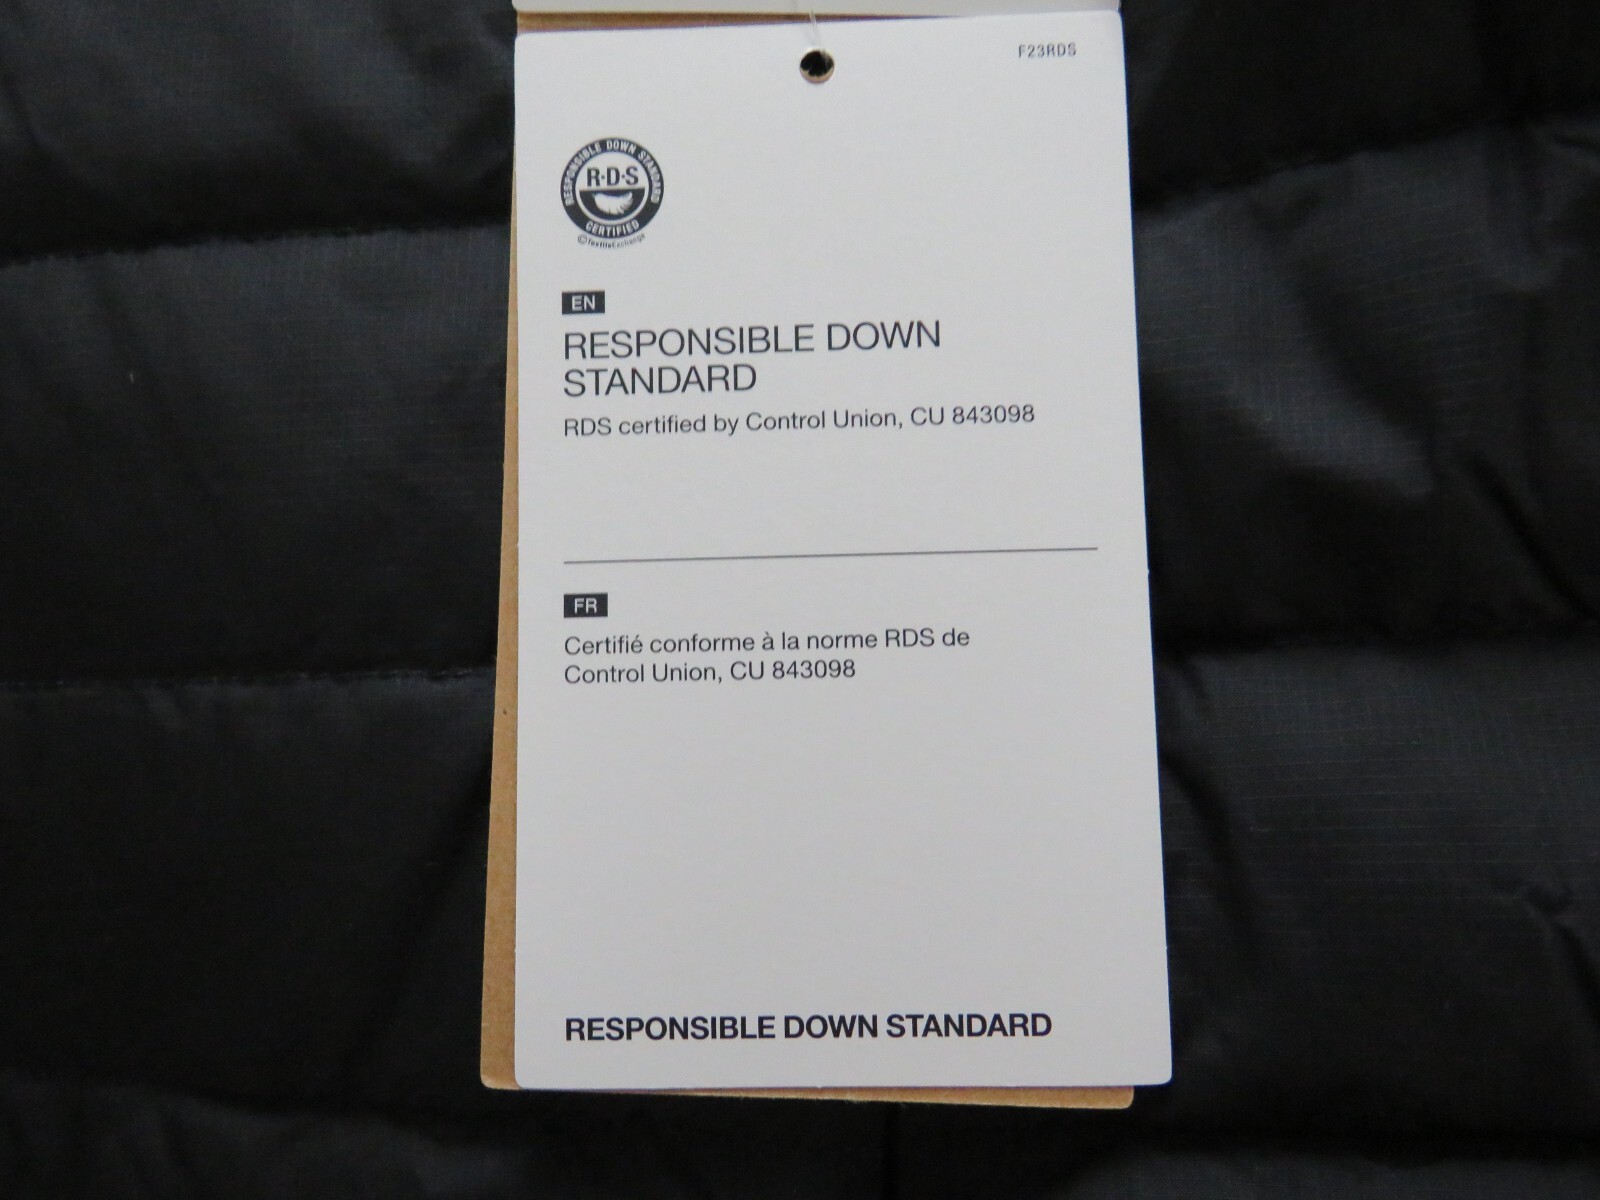 F23RDS
RESPONSIBLE DOWN STANDARD
R·D·S
CERTIFIED
©TextileExchange
EN
RESPONSIBLE DOWN
STANDARD
RDS certified by Control Union, CU 843098
FR
Certifié conforme à la norme RDS de
Control Union, CU 843098
RESPONSIBLE DOWN STANDARD